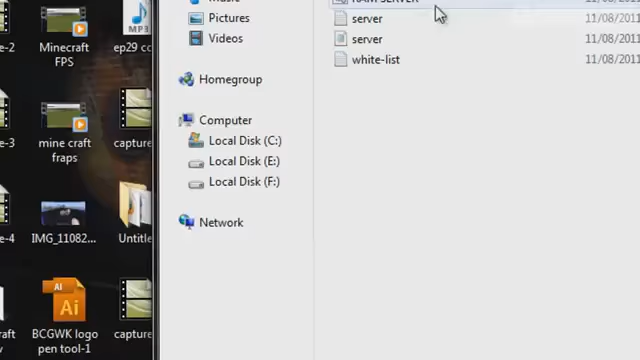 e-2
Minecraft
FPS
ep29 cc
e-3
mine craft
fraps
capture
e-4
IMG_11082...
Untitle
Ai
raft
BCGWK logo
pen tool-1
capture
Pictures
Videos
Homegroup
Computer
Local Disk (C:)
Local Disk (E:)
Local Disk (F:)
Network
server 11/08/2011
server 11/08/2011
white-list 11/08/2011